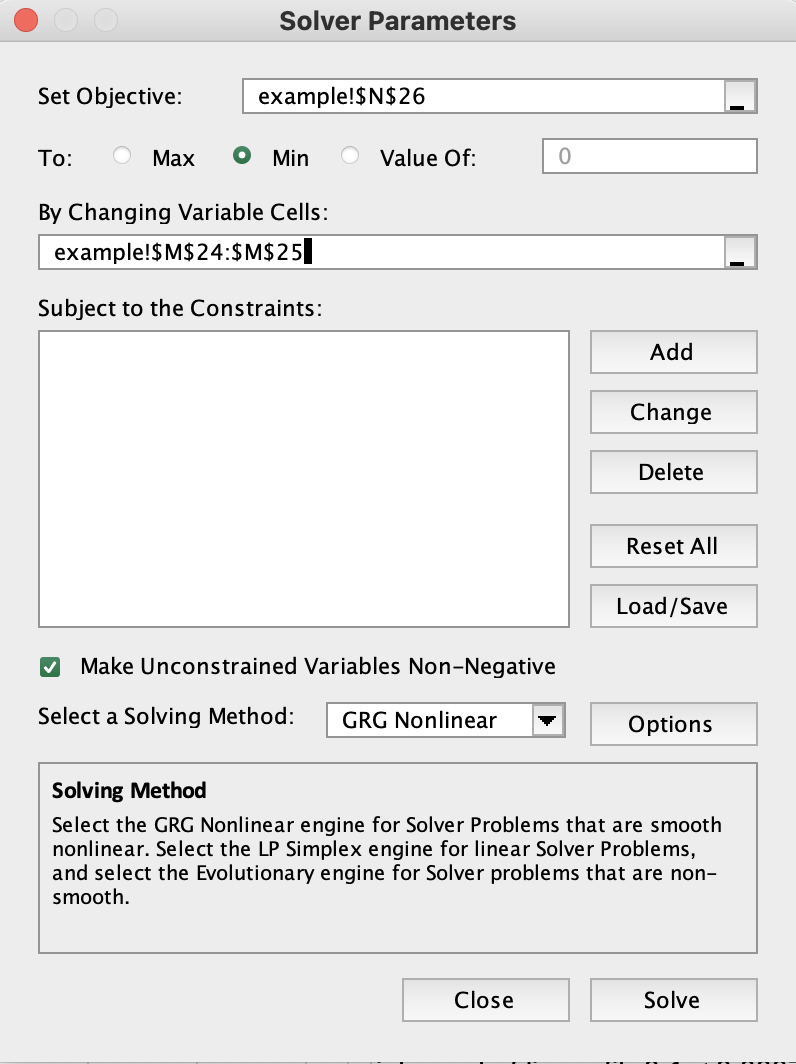 Solver Parameters
Set Objective:
example!$N$26
To:
Max
Min
Value Of:
0
By Changing Variable Cells:
example!$M$24:$M$25
Subject to the Constraints:
Add
Change
Delete
Reset All
Load/Save
Make Unconstrained Variables Non-Negative
Select a Solving Method:
GRG Nonlinear
Options
Solving Method
Select the GRG Nonlinear engine for Solver Problems that are smooth
nonlinear. Select the LP Simplex engine for linear Solver Problems,
and select the Evolutionary engine for Solver problems that are non-
smooth.
Close
Solve